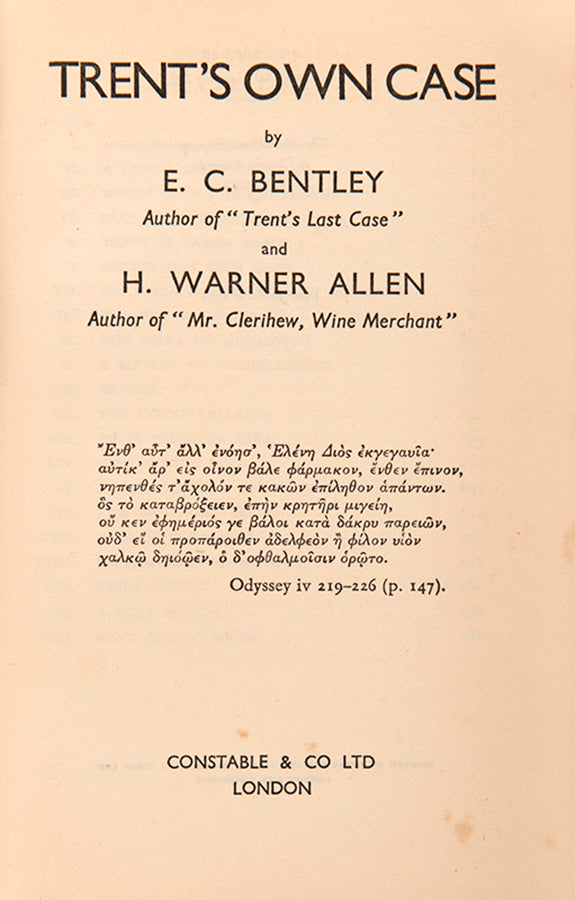 TRENT'S OWN CASE
by
E. C. BENTLEY
Author of “Trent's Last Case”
and
H. WARNER ALLEN
Author of “Mr. Clerihew, Wine Merchant”
Ἔνθ' αὖτ' ἄλλ' ἐνόησ', Ἑλένη Διὸς ἐκγεγαυῖα·
αὐτίκ' ἄρ' εἰς οἶνον βάλε φάρμακον, ἔνθεν ἔπινον,
νηπενθές τ'ἄχολόν τε κακῶν ἐπίληθον ἁπάντων.
ὃς τὸ καταβρόξειεν, ἐπὴν κρητῆρι μιγείη,
οὔ κεν ἐφημέριός γε βάλοι κατὰ δάκρυ παρειῶν,
οὐδ' εἴ οἱ προπάροιθεν ἀδελφεὸν ἢ φίλον υἱὸν
χαλκῷ δηιόῳεν, ὁ δ'οφθαλμοῖσιν ὁρῷτο.
Odyssey iv 219–226 (p. 147).
CONSTABLE & CO LTD
LONDON